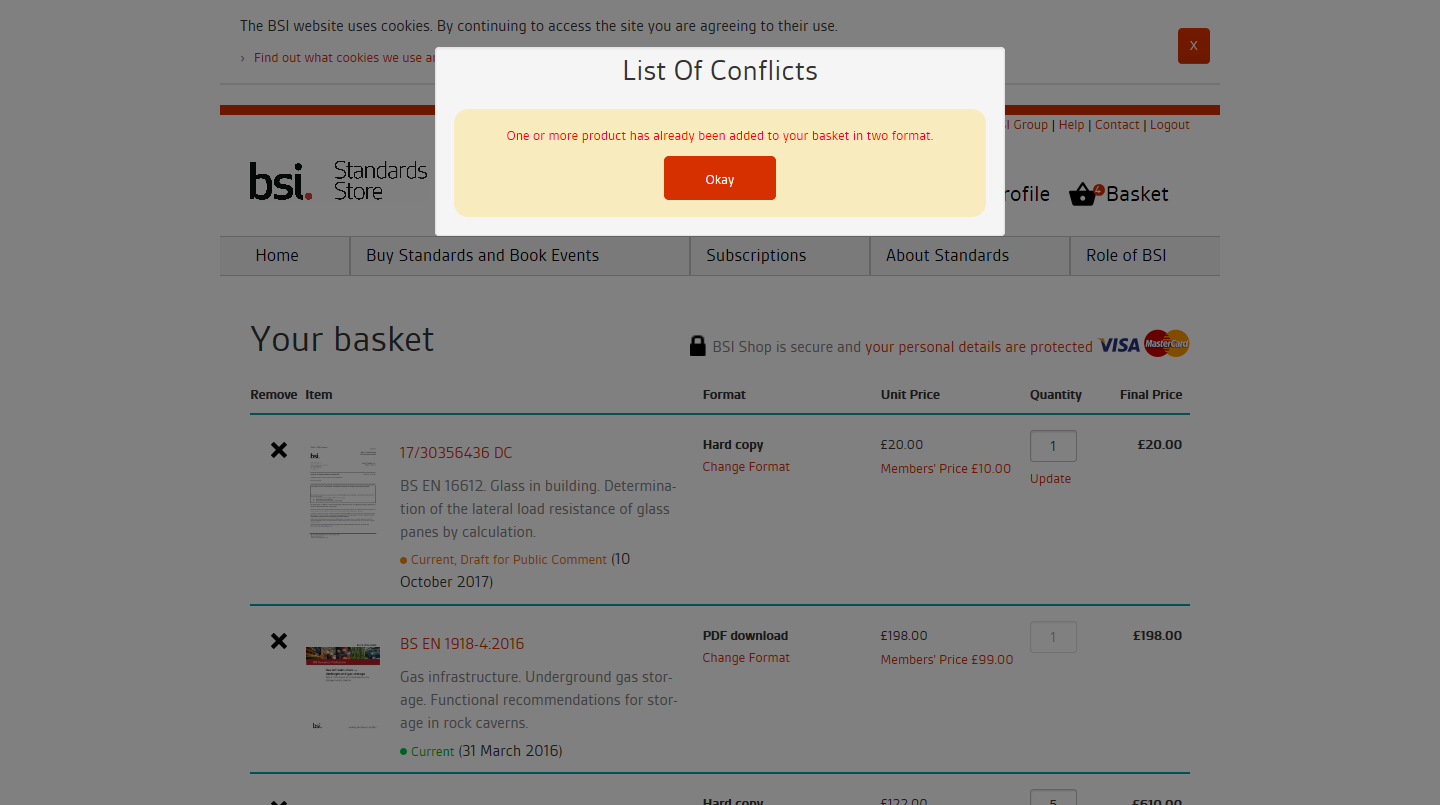 The BSI website uses cookies. By continuing to access the site you are agreeing to their use.
X
› Find out what cookies we use
List Of Conflicts
One or more product has already been added to your basket in two format.
Okay
Group | Help | Contact | Logout
bsi. Standards Store
Basket
Home
Buy Standards and Book Events
Subscriptions
About Standards
Role of BSI
Your basket
BSI Shop is secure and your personal details are protected VISA MasterCard
Remove Item Format Unit Price Quantity Final Price
17/30356436 DC
BS EN 16612. Glass in building. Determina-
tion of the lateral load resistance of glass
panes by calculation.
Current, Draft for Public Comment (10
October 2017)
Hard copy
Change Format
£20.00
Members' Price £10.00
1
Update
£20.00
BS EN 1918-4:2016
Gas infrastructure. Underground gas stor-
age. Functional recommendations for stor-
age in rock caverns.
Current (31 March 2016)
PDF download
Change Format
£198.00
Members' Price £99.00
1
£198.00
Hard copy
£122.00
5
£610.00